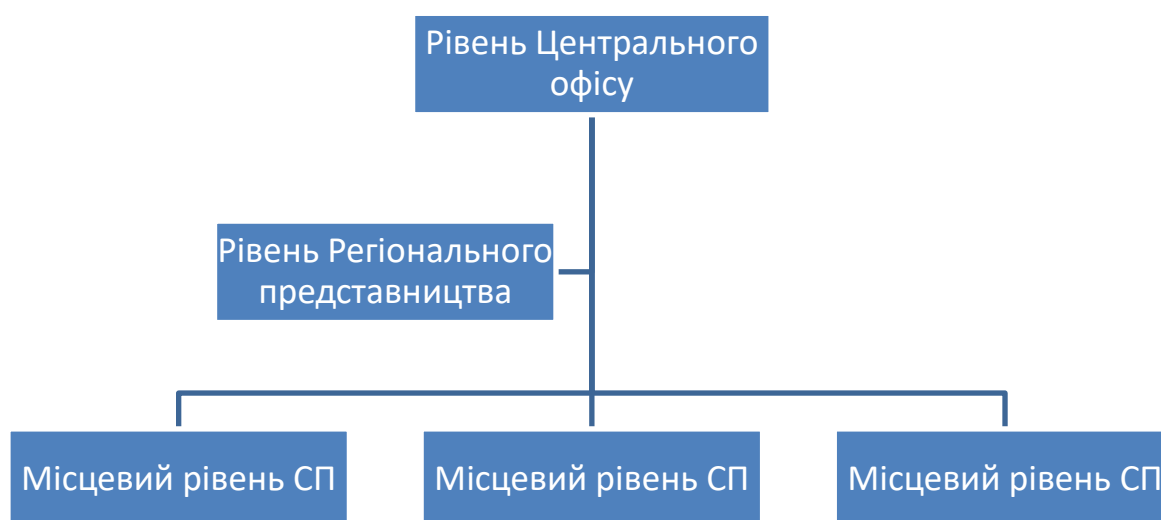 Рівень Центрального
офісу
Рівень Регіонального
представництва
Місцевий рівень СП
Місцевий рівень СП
Місцевий рівень СП